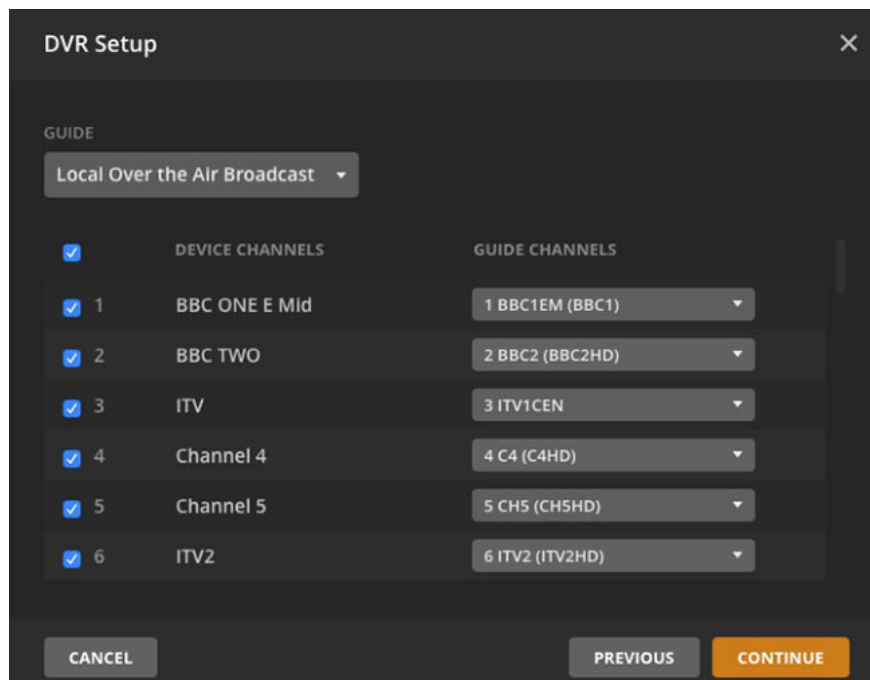 DVR Setup
GUIDE
Local Over the Air Broadcast
DEVICE CHANNELS GUIDE CHANNELS
1 BBC ONE E Mid 1 BBC1EM (BBC1)
2 BBC TWO 2 BBC2 (BBC2HD)
3 ITV 3 ITV1CEN
4 Channel 4 4 C4 (C4HD)
5 Channel 5 5 CH5 (CH5HD)
6 ITV2 6 ITV2 (ITV2HD)
CANCEL PREVIOUS CONTINUE